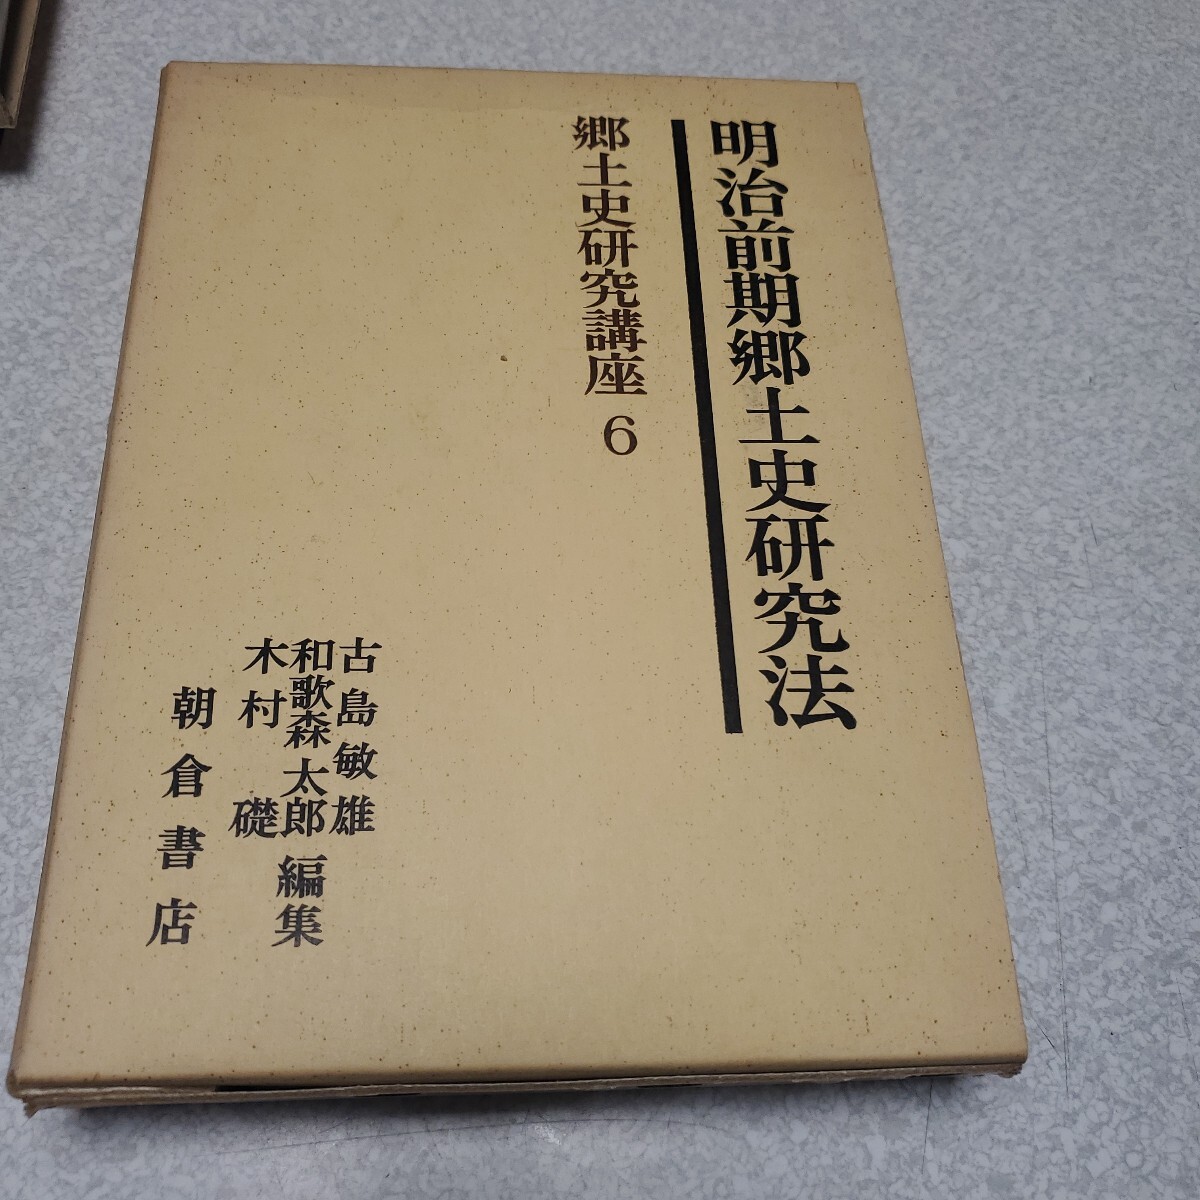 明治前期郷土史研究法
郷土史研究講座 6
古島敏雄
和歌森太郎 編集
木村礎
朝倉書店